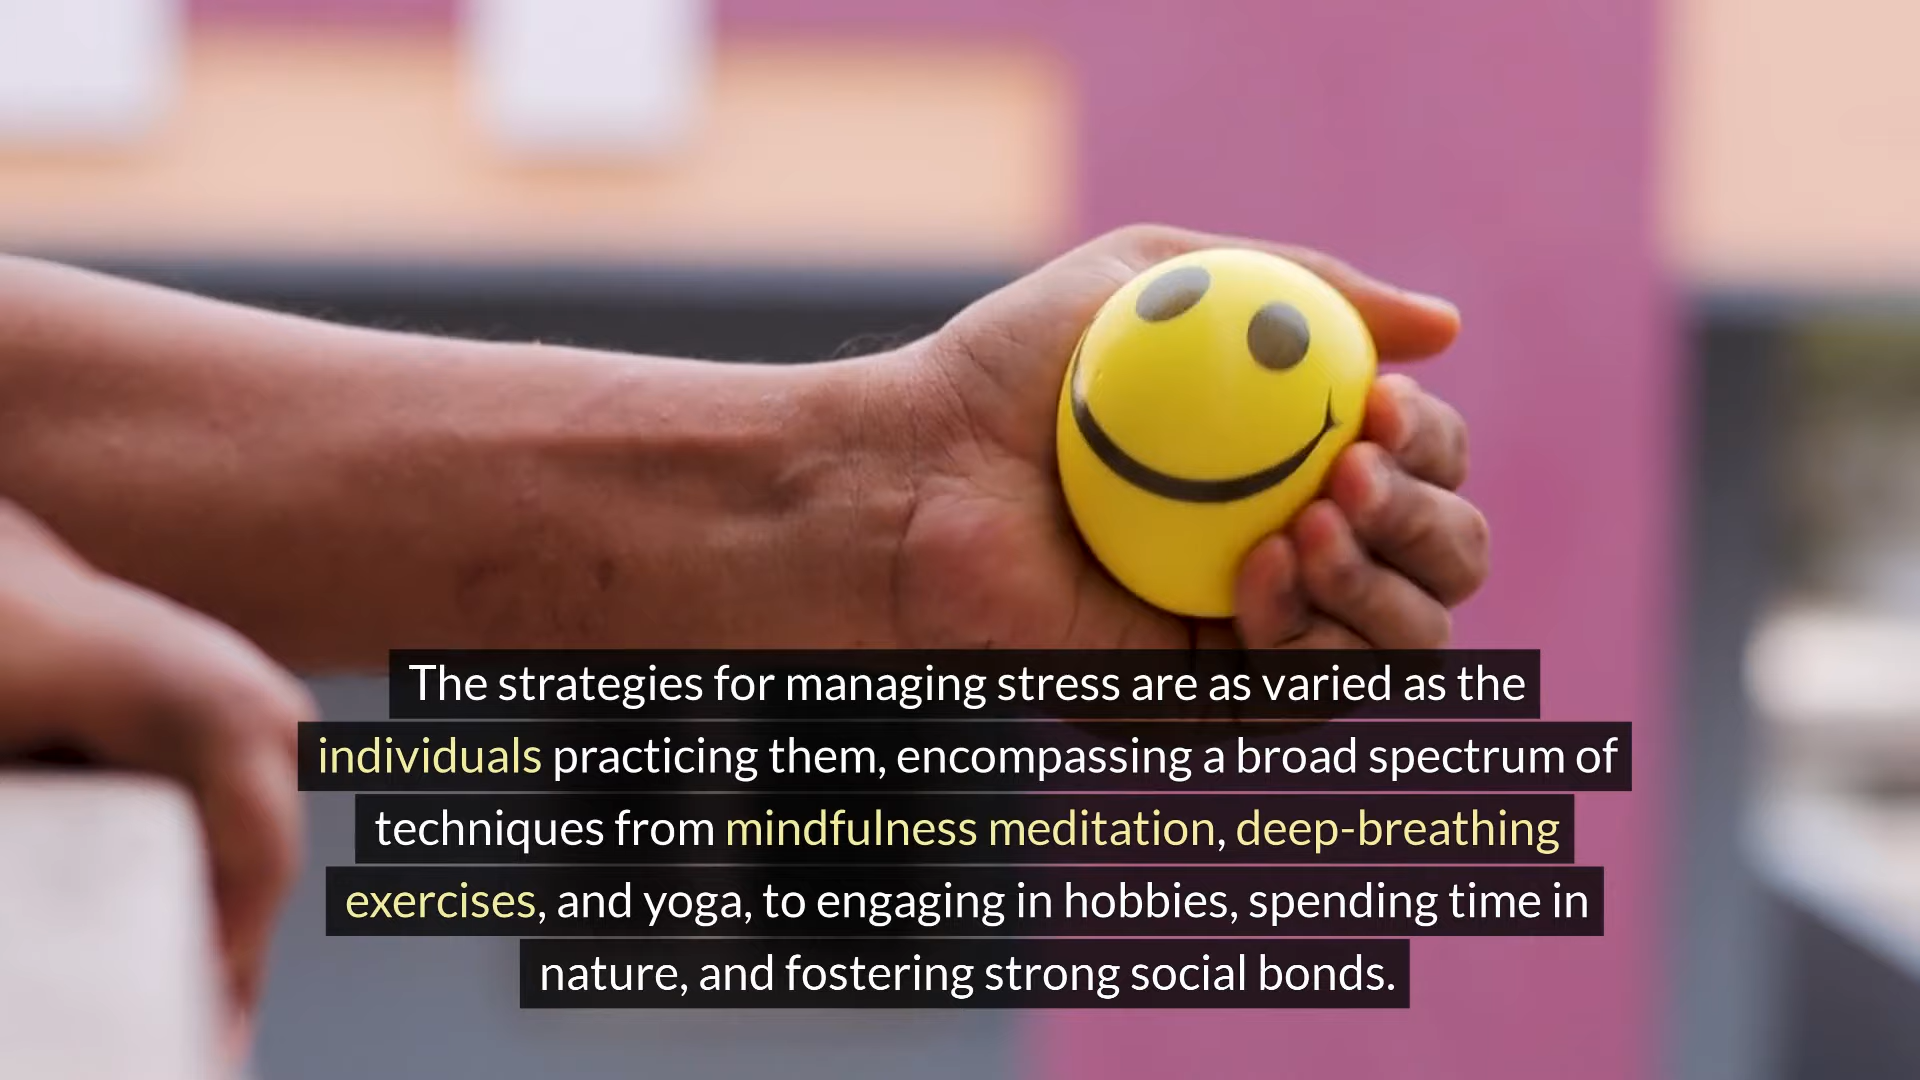 The strategies for managing stress are as varied as the
individuals practicing them, encompassing a broad spectrum of
techniques from mindfulness meditation, deep-breathing
exercises, and yoga, to engaging in hobbies, spending time in
nature, and fostering strong social bonds.